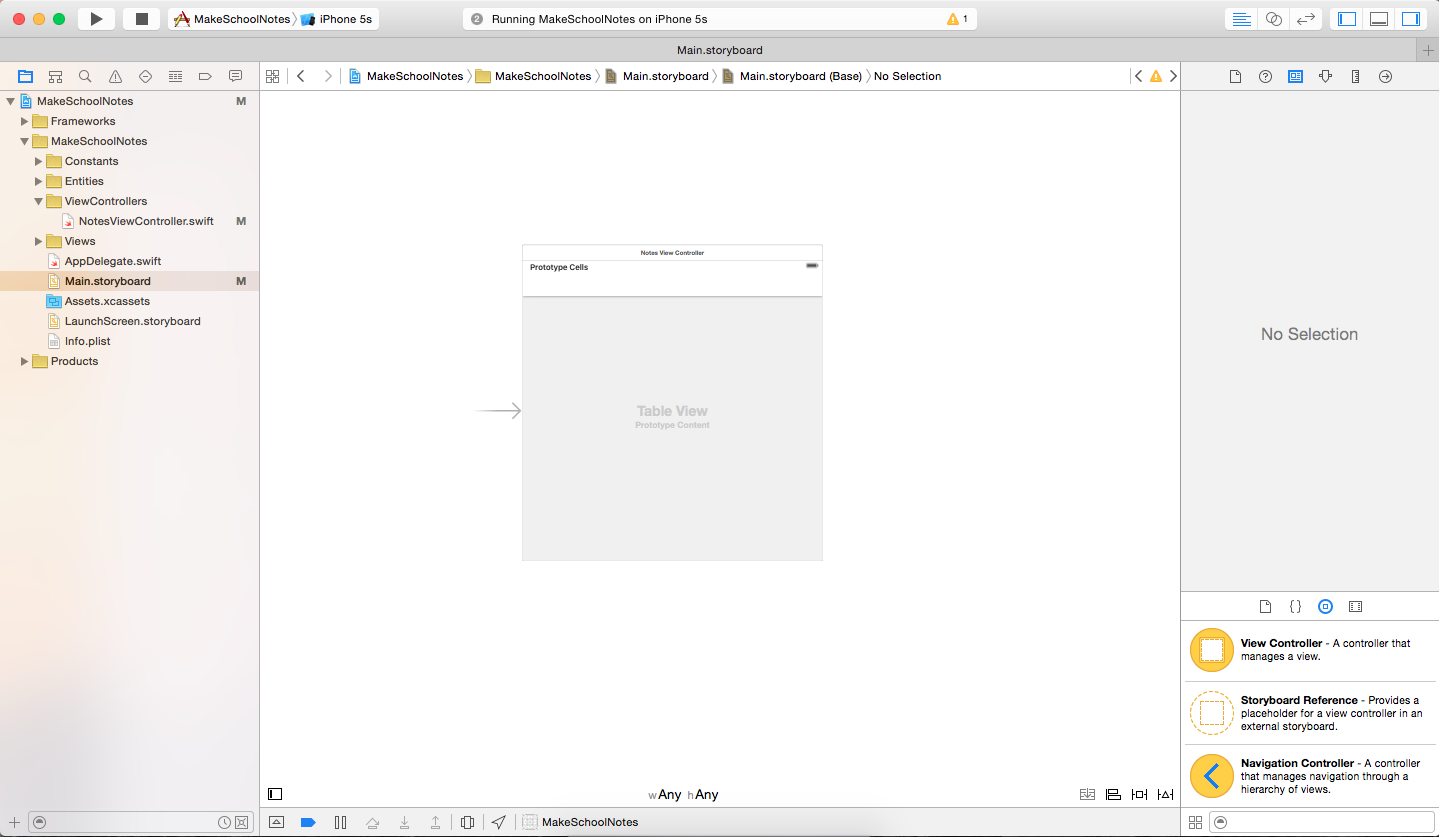 MakeSchoolNotes iPhone 5s
2 Running MakeSchoolNotes on iPhone 5s 1
Main.storyboard
MakeSchoolNotes MakeSchoolNotes Main.storyboard Main.storyboard (Base) No Selection
MakeSchoolNotes M
Frameworks
MakeSchoolNotes
Constants
Entities
ViewControllers
NotesViewController.swift M
Views
AppDelegate.swift
Main.storyboard M
Assets.xcassets
LaunchScreen.storyboard
Info.plist
Products
Notes View Controller
Prototype Cells
Table View
Prototype Content
wAny hAny
MakeSchoolNotes
No Selection
View Controller - A controller that
manages a view.
Storyboard Reference - Provides a
placeholder for a view controller in an
external storyboard.
Navigation Controller - A controller
that manages navigation through a
hierarchy of views.